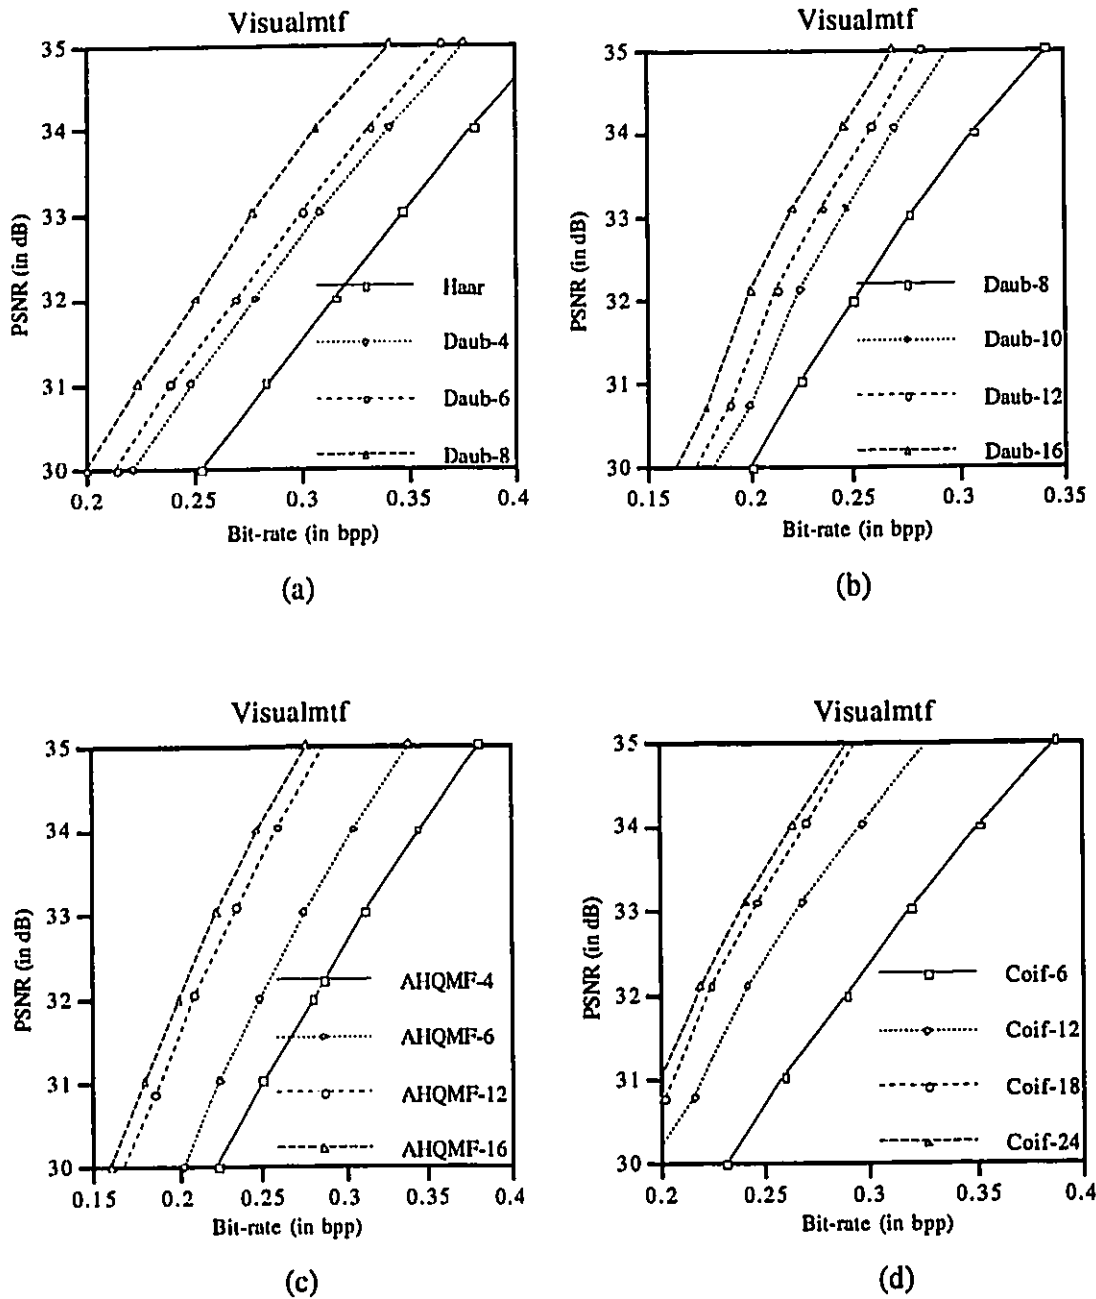 Visualmtf
35
34
33
32
31
30
PSNR (in dB)
Haar
Daub-4
Daub-6
Daub-8
0.2
0.25
0.3
0.35
0.4
Bit-rate (in bpp)
(a)
Visualmtf
35
34
33
32
31
30
PSNR (in dB)
Daub-8
Daub-10
Daub-12
Daub-16
0.15
0.2
0.25
0.3
0.35
Bit-rate (in bpp)
(b)
Visualmtf
35
34
33
32
31
30
PSNR (in dB)
AHQMF-4
AHQMF-6
AHQMF-12
AHQMF-16
0.15
0.2
0.25
0.3
0.35
0.4
Bit-rate (in bpp)
(c)
Visualmtf
35
34
33
32
31
30
PSNR (in dB)
Coif-6
Coif-12
Coif-18
Coif-24
0.2
0.25
0.3
0.35
0.4
Bit-rate (in bpp)
(d)